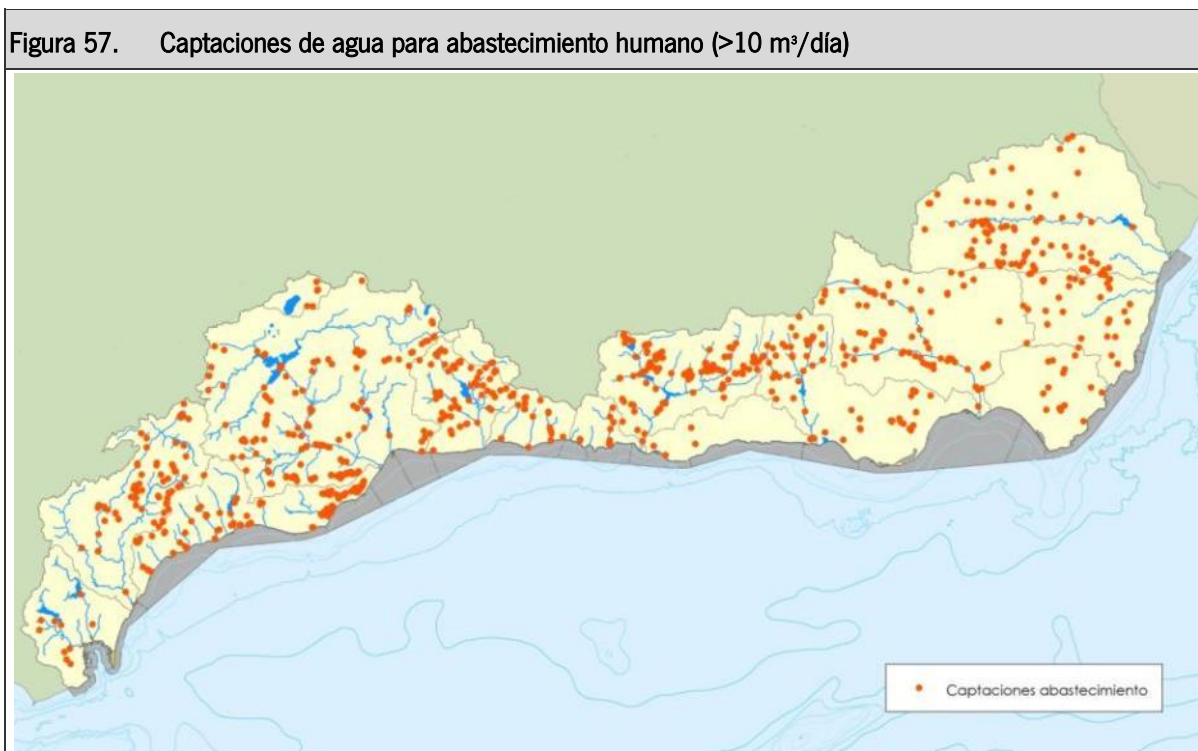 Figura 57. Captaciones de agua para abastecimiento humano (>10 m³/día)
Captaciones abastecimiento